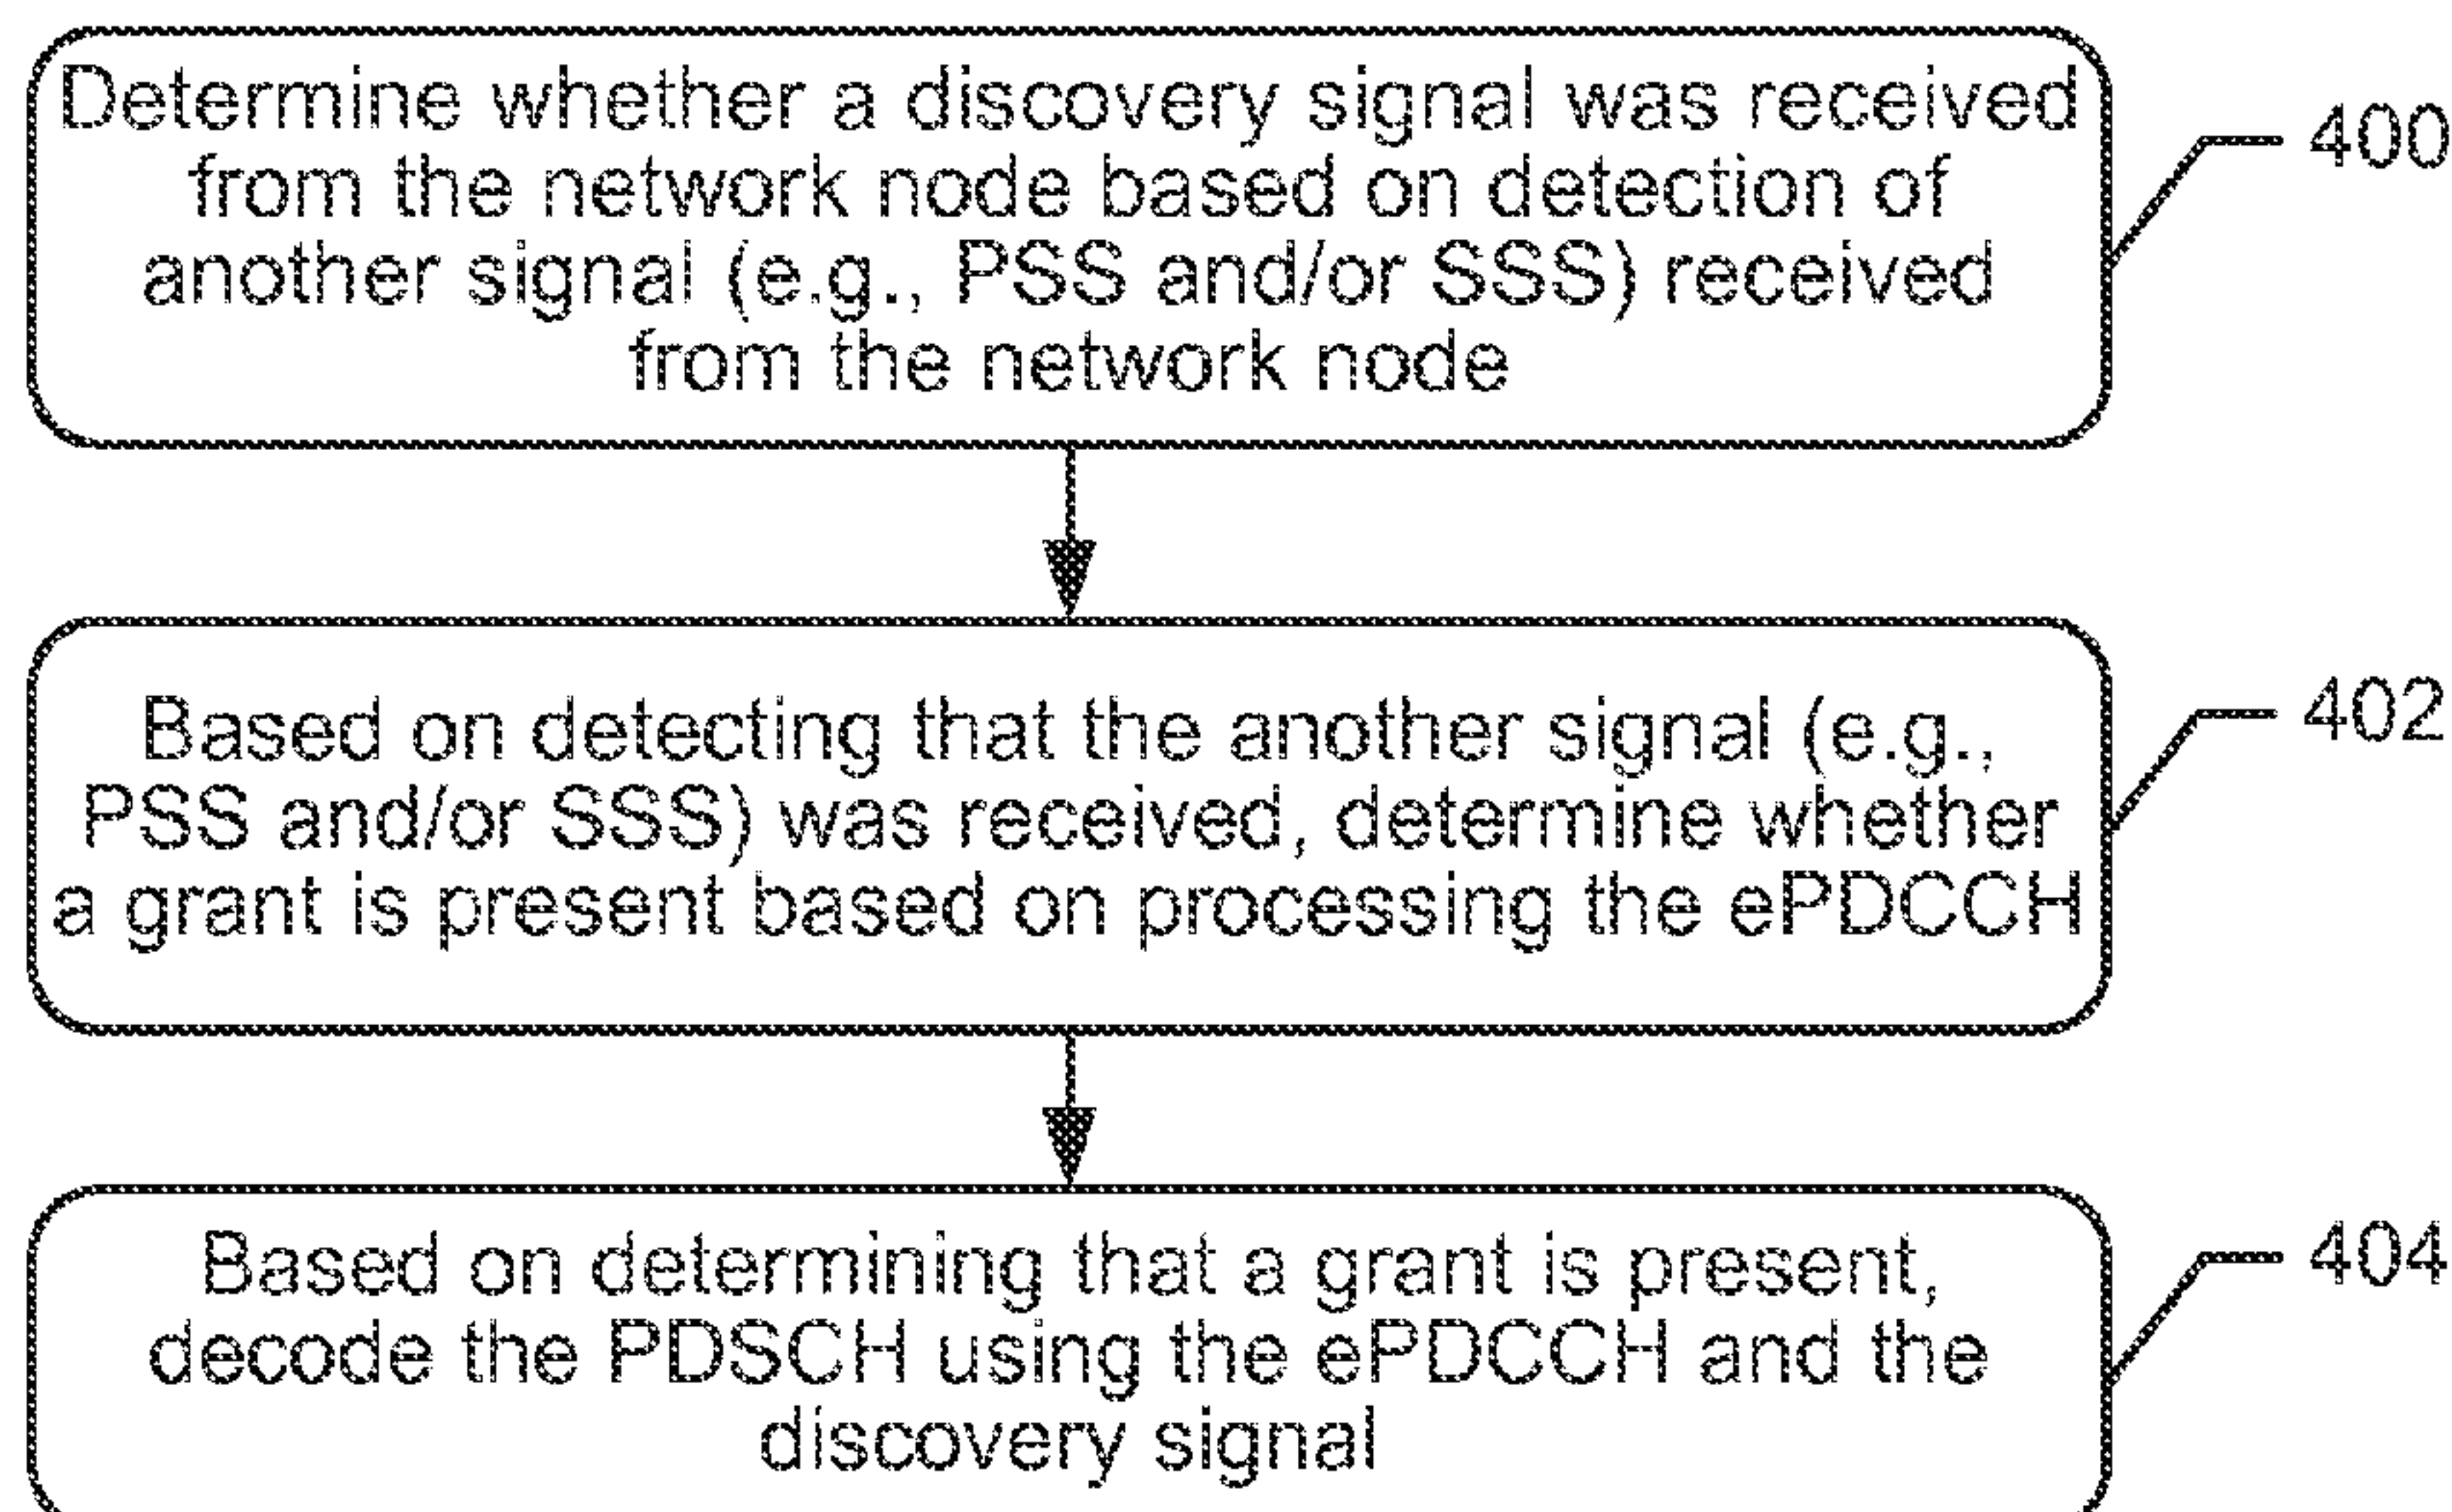 Determine whether a discovery signal was received
from the network node based on detection of
another signal (e.g., PSS and/or SSS) received
from the network node
400
Based on detecting that the another signal (e.g.,
PSS and/or SSS) was received, determine whether
a grant is present based on processing the ePDCCH
402
Based on determining that a grant is present,
decode the PDSCH using the ePDCCH and the
discovery signal
404